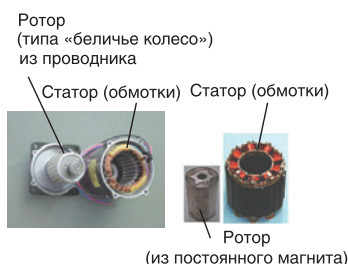 Ротор
(типа «беличье колесо»)
из проводника
Статор (обмотки)
Статор (обмотки)
Ротор
(из постоянного магнита)